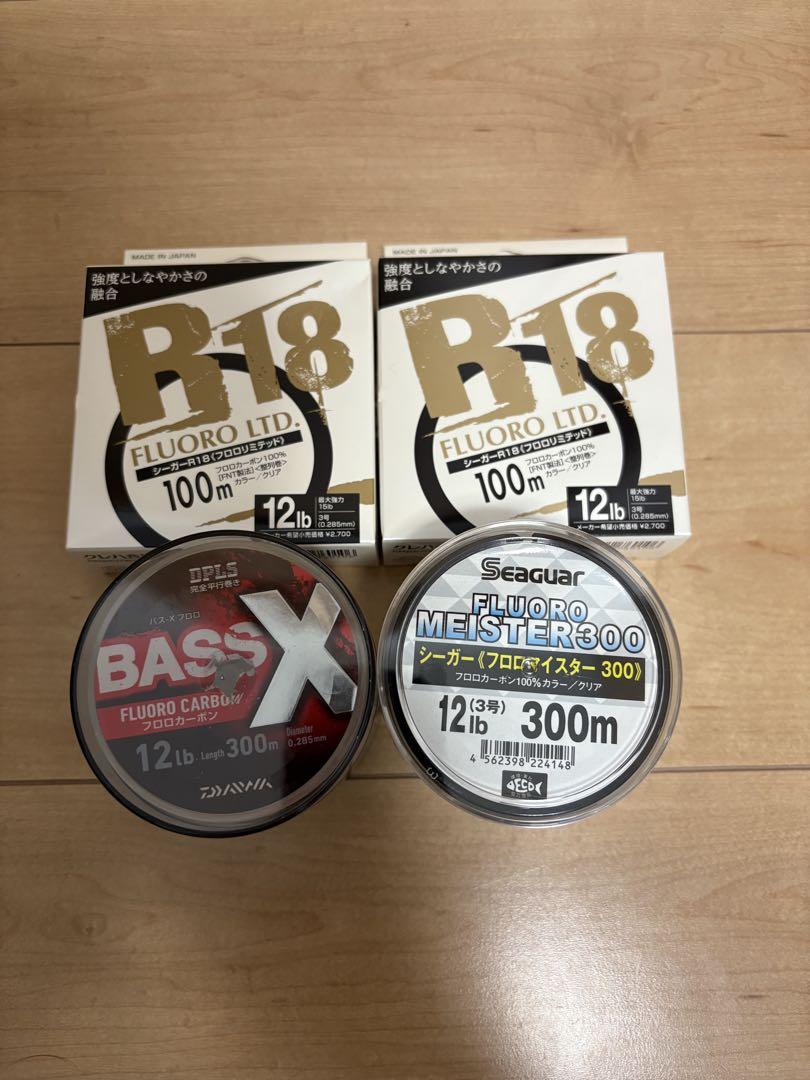 MADE IN JAPAN
強度としなやかさの
融合
R18
FLUORO LTD.
シーガーR18《フロロリミテッド》
フロロカーボン100%
[FNT製法]<整列巻>
カラー/クリア
100m
12lb
最大強力
15lb
3号
(0.285mm)
メーカー希望小売価格 ¥2,700
MADE IN JAPAN
強度としなやかさの
融合
R18
FLUORO LTD.
シーガーR18《フロロリミテッド》
フロロカーボン100%
[FNT製法]<整列巻>
カラー/クリア
100m
12lb
最大強力
15lb
3号
(0.285mm)
メーカー希望小売価格 ¥2,700
DPLS
完全平行巻き
バス-X フロロ
BASS X
FLUORO CARBON
フロロカーボン
12lb Length 300m
Diameter
0.285mm
DAIWA
Seaguar
FLUORO
MEISTER300
シーガー《フロロマイスター 300》
フロロカーボン100%カラー/クリア
12lb (3号) 300m
4 562398 224148
ECO